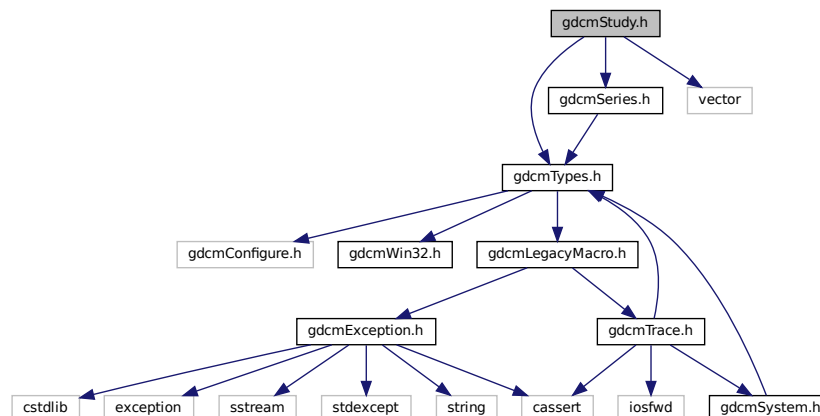 gdcmStudy.h
gdcmSeries.h
vector
gdcmTypes.h
gdcmConfigure.h
gdcmWin32.h
gdcmLegacyMacro.h
gdcmException.h
gdcmTrace.h
cstdlib
exception
sstream
stdexcept
string
cassert
iosfwd
gdcmSystem.h